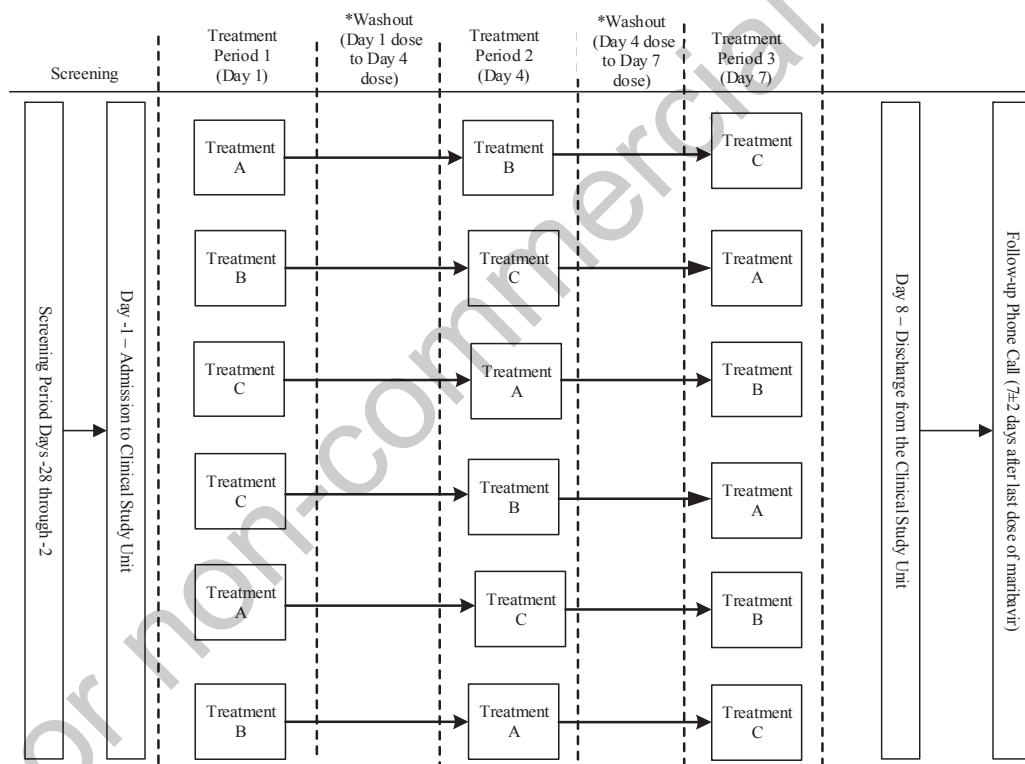 Screening
Treatment
Period 1
(Day 1)
*Washout
(Day 1 dose
to Day 4
dose)
Treatment
Period 2
(Day 4)
*Washout
(Day 4 dose
to Day 7
dose)
Treatment
Period 3
(Day 7)
Screening Period Days -28 through -2
Day -1 – Admission to Clinical Study Unit
Treatment
A
Treatment
B
Treatment
C
Treatment
B
Treatment
C
Treatment
A
Treatment
C
Treatment
A
Treatment
B
Treatment
C
Treatment
B
Treatment
A
Treatment
A
Treatment
C
Treatment
B
Treatment
B
Treatment
A
Treatment
C
Day 8 – Discharge from the Clinical Study Unit
Follow-up Phone Call (7±2 days after last dose of maribavir)
or non-commercial